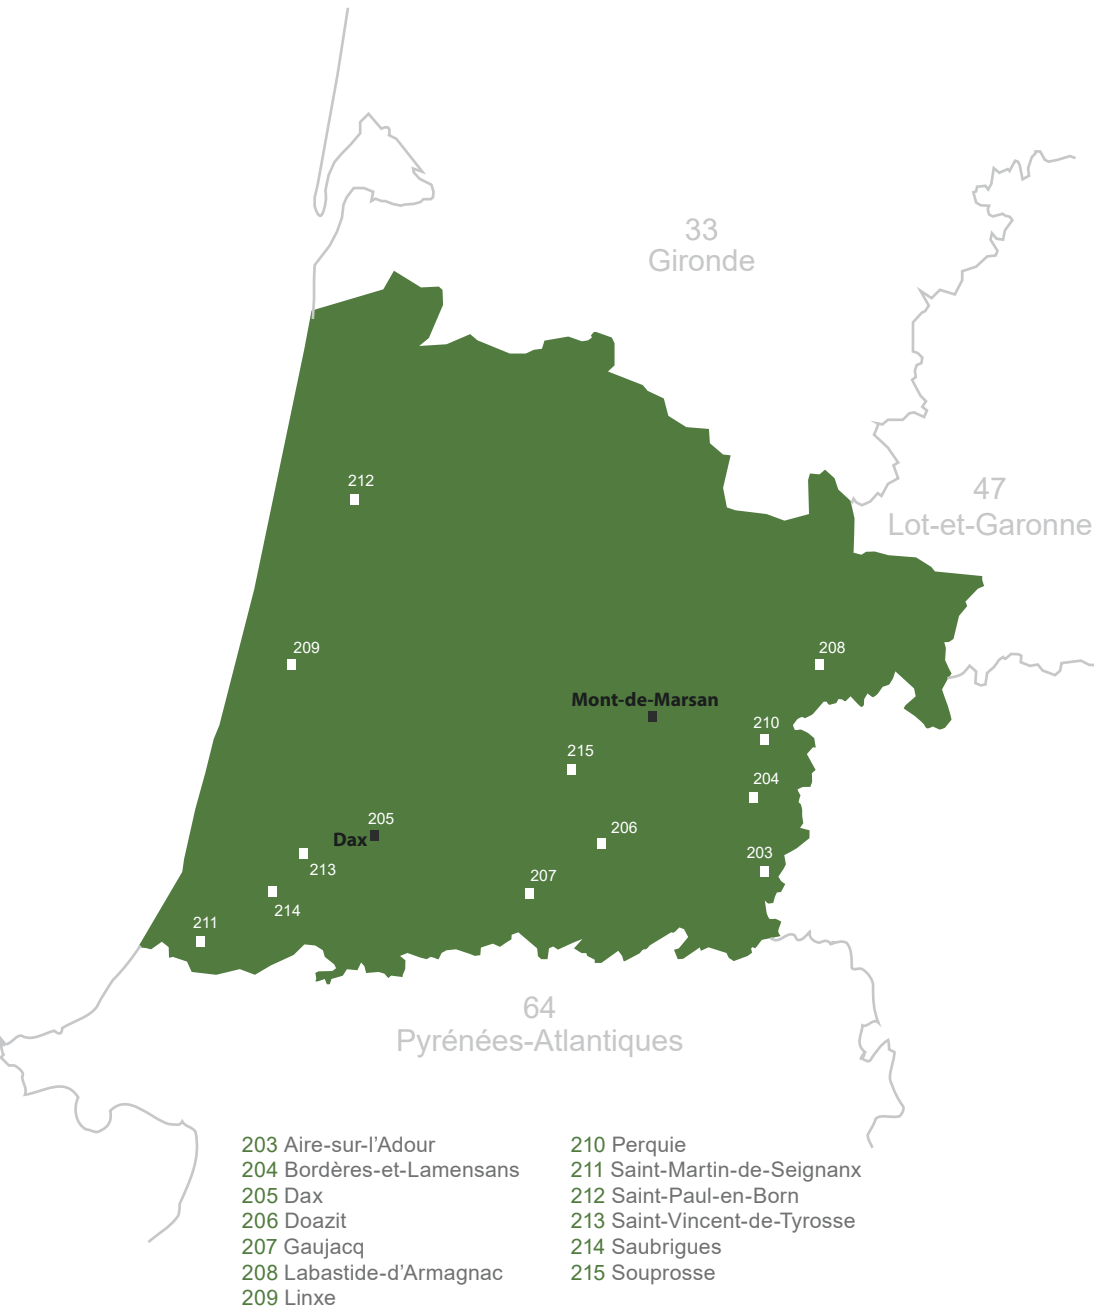 33
Gironde
47
Lot-et-Garonne
212
209
208
Mont-de-Marsan
210
215
204
205
Dax
206
203
213
207
214
211
64
Pyrénées-Atlantiques
203 Aire-sur-l'Adour
204 Bordères-et-Lamensans
205 Dax
206 Doazit
207 Gaujacq
208 Labastide-d'Armagnac
209 Linxe
210 Perquie
211 Saint-Martin-de-Seignanx
212 Saint-Paul-en-Born
213 Saint-Vincent-de-Tyrosse
214 Saubrigues
215 Souprosse